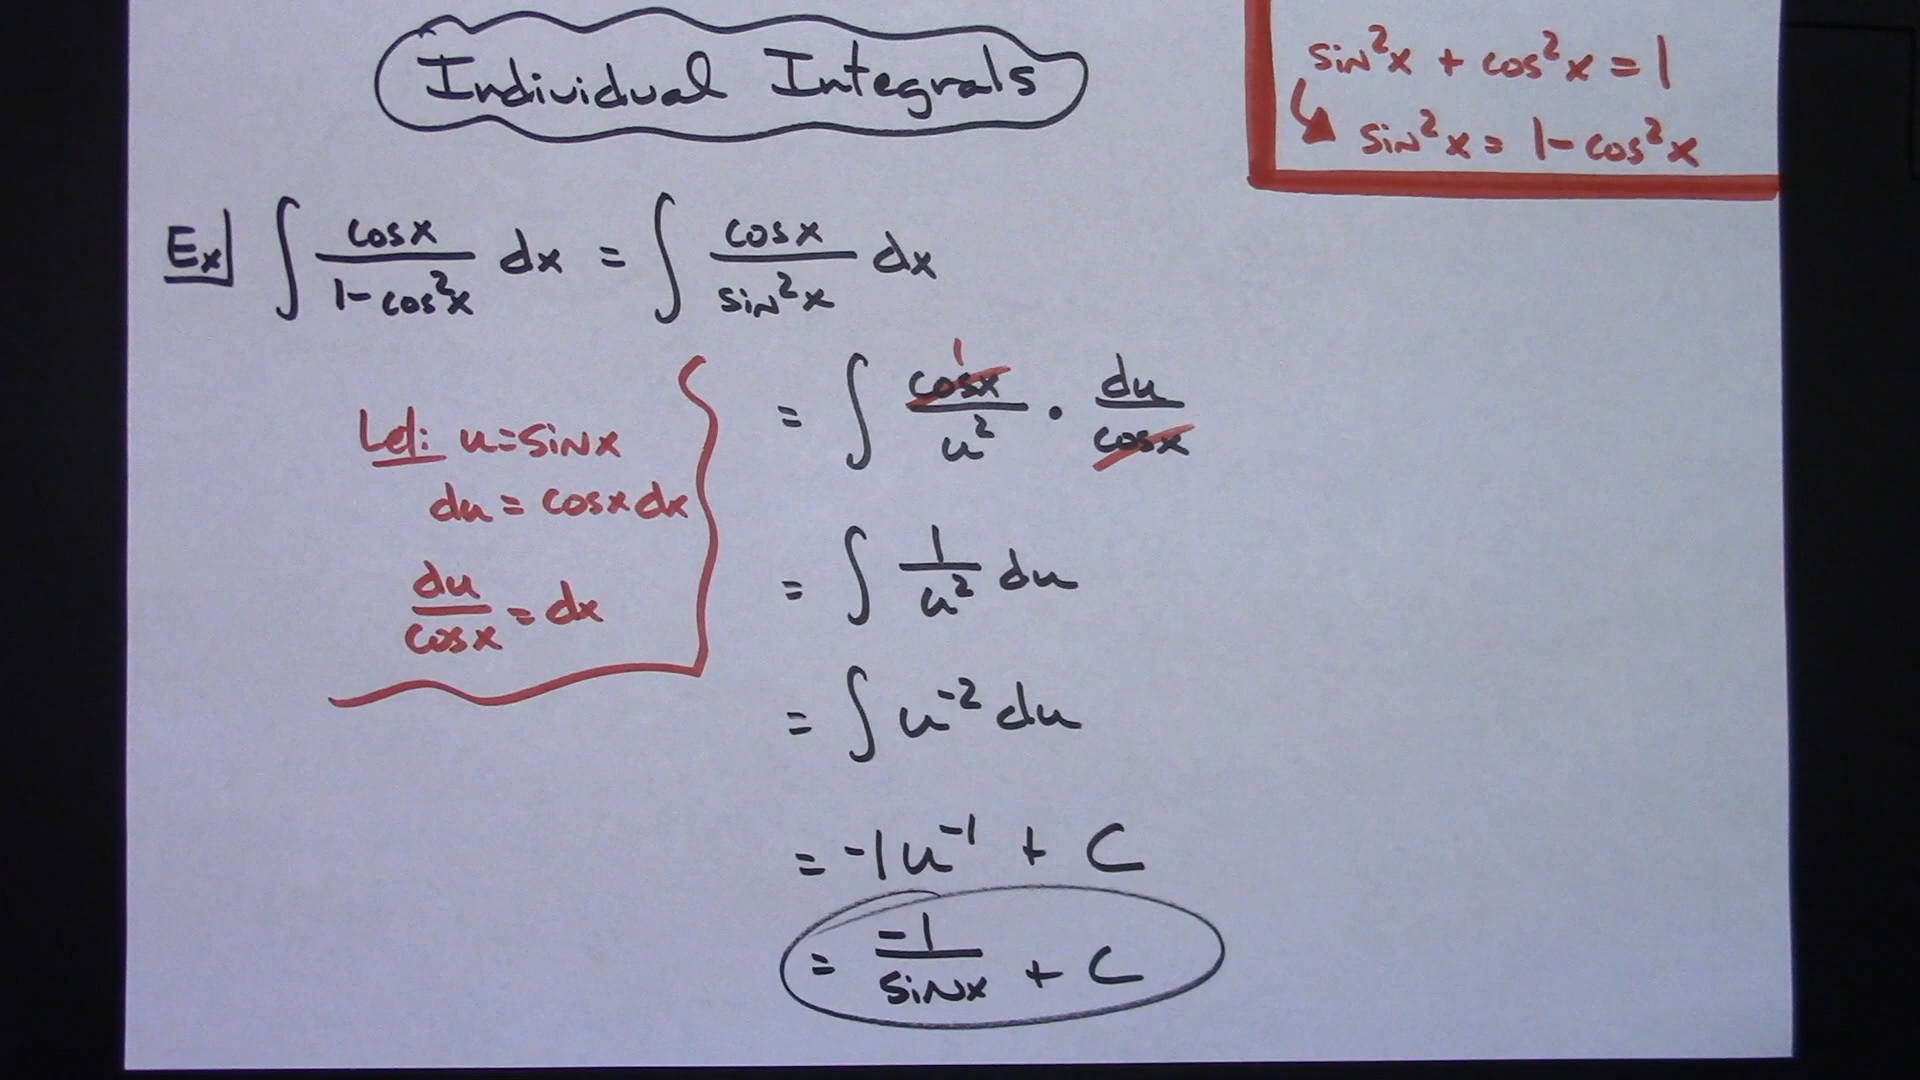 Individual Integrals
sin²x + cos²x = 1
sin²x = 1 - cos²x
Ex] ∫ cosx / 1 - cos²x dx = ∫ cosx / sin²x dx
Let: u = sinx
du = cosx dx
du / cosx = dx
= ∫ cosx / u² · du / cosx
1
= ∫ 1 / u² du
= ∫ u⁻² du
= -1u⁻¹ + C
= -1 / sinx + C